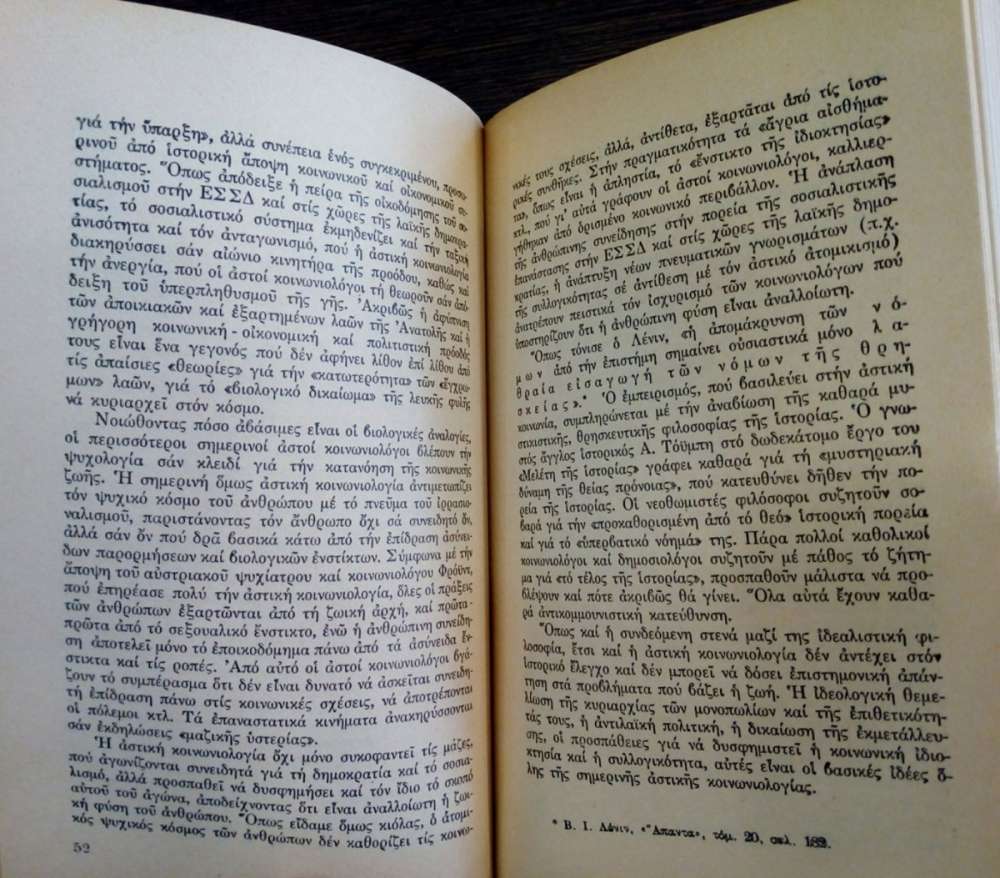 γιά τήν ὕπαρξη», ἀλλά συνέπεια ἑνός συγκεκριμένου, προσω-
ρινοῦ ἀπό ἱστορική ἄποψη κοινωνικοῦ καί οἰκονομικοῦ συ-
στήματος. Ὅπως ἀπόδειξε ἡ πείρα τῆς οἰκοδόμησης τοῦ σο-
σιαλισμοῦ στήν ΕΣΣΔ καί στίς χῶρες τῆς λαϊκῆς δημοκρα-
τίας, τό σοσιαλιστικό σύστημα ἐκμηδενίζει καί τήν ταξική
ἀνισότητα καί τόν ἀνταγωνισμό, πού ἡ ἀστική κοινωνιολογία
διακηρύσσει σάν αἰώνιο κινητήρα τῆς προόδου, καθώς καί
τήν ἀνεργία, πού οἱ ἀστοί κοινωνιολόγοι τή θεωροῦν σάν ἀπό-
δειξη τοῦ ὑπερπληθυσμοῦ τῆς γῆς. Ἀκριβῶς ἡ ἀφύπνιση
τῶν ἀποικιακῶν καί ἐξαρτημένων λαῶν τῆς Ἀνατολῆς καί ἡ
γρήγορη κοινωνική - οἰκονομική καί πολιτιστική πρόοδός
τους εἶναι ἕνα γεγονός πού δέν ἀφήνει λίθον ἐπί λίθου ἀπό
τίς ἀπαίσιες «θεωρίες» γιά τήν «κατωτερότητα» τῶν «ἔγχρω-
μων» λαῶν, γιά τό «βιολογικό δικαίωμα» τῆς λευκῆς φυλῆς
νά κυριαρχεῖ στόν κόσμο.
Νοιώθοντας πόσο ἀβάσιμες εἶναι οἱ βιολογικές ἀναλογίες,
οἱ περισσότεροι σημερινοί ἀστοί κοινωνιολόγοι βλέπουν τήν
ψυχολογία σάν κλειδί γιά τήν κατανόηση τῆς κοινωνικῆς
ζωῆς. Ἡ σημερινή ὅμως ἀστική κοινωνιολογία ἀντιμετωπίζει
τόν ψυχικό κόσμο τοῦ ἀνθρώπου μέ τό πνεῦμα τοῦ ἰρρασιο-
ναλισμοῦ, παριστάνοντας τόν ἄνθρωπο ὄχι σά συνειδητό ὄν,
ἀλλά σάν ὄν πού δρᾶ βασικά κάτω ἀπό τήν ἐπίδραση ἀσύνει-
δων παρορμήσεων καί βιολογικῶν ἐνστίκτων. Σύμφωνα μέ τήν
ἄποψη τοῦ αὐστριακοῦ ψυχίατρου καί κοινωνιολόγου Φρόϋντ,
πού ἐπηρέασε πολύ τήν ἀστική κοινωνιολογία, ὅλες οἱ πράξεις
τῶν ἀνθρώπων ἐξαρτῶνται ἀπό τή ζωική ἀρχή, καί πρῶτα-
πρῶτα ἀπό τό σεξουαλικό ἔνστικτο, ἐνῶ ἡ ἀνθρώπινη συνείδη-
ση ἀποτελεῖ μόνο τό ἐποικοδόμημα πάνω ἀπό τά ἀσύνειδα ἔν-
στικτα καί τίς ροπές. Ἀπό αὐτό οἱ ἀστοί κοινωνιολόγοι βγά-
ζουν τό συμπέρασμα ὅτι δέν εἶναι δυνατό νά ἀσκεῖται συνειδη-
τή ἐπίδραση πάνω στίς κοινωνικές σχέσεις, νά ἀποτρέπονται
οἱ πόλεμοι κτλ. Τά ἐπαναστατικά κινήματα ἀνακηρύσσονται
σάν ἐκδηλώσεις «μαζικῆς ὑστερίας».
Ἡ ἀστική κοινωνιολογία ὄχι μόνο συκοφαντεῖ τίς μάζες,
πού ἀγωνίζονται συνειδητά γιά τή δημοκρατία καί τό σοσια-
λισμό, ἀλλά προσπαθεῖ νά δυσφημήσει καί τόν ἴδιο τό σκοπό
αὐτοῦ τοῦ ἀγώνα, ἀποδείχνοντας ὅτι εἶναι ἀναλλοίωτη ἡ ζωι-
κή φύση τοῦ ἀνθρώπου. Ὅπως εἴδαμε ὅμως κιόλας, ὁ ἀτομι-
κός ψυχικός κόσμος τῶν ἀνθρώπων δέν καθορίζει τίς κοινω-
52
νικές τους σχέσεις, ἀλλά, ἀντίθετα, ἐξαρτᾶται ἀπό τίς ἱστο-
ρικές συνθῆκες. Στήν πραγματικότητα τά «ἄγρια αἰσθήμα-
τα», ὅπως εἶναι ἡ ἀπληστία, τό «ἔνστικτο τῆς ἰδιοκτησίας»
κτλ., πού γι' αὐτά γράφουν οἱ ἀστοί κοινωνιολόγοι, καλλιερ-
γήθηκαν ἀπό ὁρισμένο κοινωνικό περιβάλλον. Ἡ ἀνάπλαση
τῆς ἀνθρώπινης συνείδησης στήν πορεία τῆς σοσιαλιστικῆς
ἐπανάστασης στήν ΕΣΣΔ καί στίς χῶρες τῆς λαϊκῆς δημο-
κρατίας, ἡ ἀνάπτυξη νέων πνευματικῶν γνωρισμάτων (π.χ.
τῆς συλλογικότητας σέ ἀντίθεση μέ τόν ἀστικό ἀτομικισμό)
ἀνατρέπουν πειστικά τόν ἰσχυρισμό τῶν κοινωνιολόγων πού
ὑποστηρίζουν ὅτι ἡ ἀνθρώπινη φύση εἶναι ἀναλλοίωτη.
Ὅπως τόνισε ὁ Λένιν, «ἡ ἀπομάκρυνση τῶν νό-
μων ἀπό τήν ἐπιστήμη σημαίνει οὐσιαστικά μόνο λα-
θραία εἰσαγωγή τῶν νόμων τῆς θρη-
σκείας».* Ὁ ἐμπειρισμός, πού βασιλεύει στήν ἀστική
κοινωνία, συμπληρώνεται μέ τήν ἀναβίωση τῆς καθαρά μυ-
στικιστικῆς, θρησκευτικῆς φιλοσοφίας τῆς ἱστορίας. Ὁ γνω-
στός ἄγγλος ἱστορικός Α. Τόϋμπη στό δωδεκάτομο ἔργο του
«Μελέτη τῆς ἱστορίας» γράφει καθαρά γιά τή «μυστηριακή
δύναμη τῆς θείας πρόνοιας», πού κατευθύνει δῆθεν τήν πο-
ρεία τῆς ἱστορίας. Οἱ νεοθωμιστές φιλόσοφοι συζητοῦν σο-
βαρά γιά τήν «προκαθορισμένη ἀπό τό θεό» ἱστορική πορεία
καί γιά τό «ὑπερβατικό νόημά» της. Πάρα πολλοί καθολικοί
κοινωνιολόγοι καί δημοσιολόγοι συζητοῦν μέ πάθος τό ζήτη-
μα γιά «τό τέλος τῆς ἱστορίας», προσπαθοῦν μάλιστα νά προ-
βλέψουν καί πότε ἀκριβῶς θά γίνει. Ὅλα αὐτά ἔχουν καθα-
ρά ἀντικομμουνιστική κατεύθυνση.
Ὅπως καί ἡ συνδεόμενη στενά μαζί της ἰδεαλιστική φι-
λοσοφία, ἔτσι καί ἡ ἀστική κοινωνιολογία δέν ἀντέχει στόν
ἱστορικό ἔλεγχο καί δέν μπορεῖ νά δόσει ἐπιστημονική ἀπάν-
τηση στά προβλήματα πού βάζει ἡ ζωή. Ἡ ἰδεολογική θεμε-
λίωση τῆς κυριαρχίας τῶν μονοπωλίων καί τῆς ἐπιθετικότη-
τάς τους, ἡ ἀντιλαϊκή πολιτική, ἡ δικαίωση τῆς ἐκμετάλλευ-
σης, οἱ προσπάθειες γιά νά δυσφημιστεῖ ἡ κοινωνική ἰδιο-
κτησία καί ἡ συλλογικότητα, αὐτές εἶναι οἱ βασικές ἰδέες ὅ-
λης τῆς σημερινῆς ἀστικῆς κοινωνιολογίας.
* Β. Ι. Λένιν, «Ἅπαντα», τόμ. 20, σελ. 182.